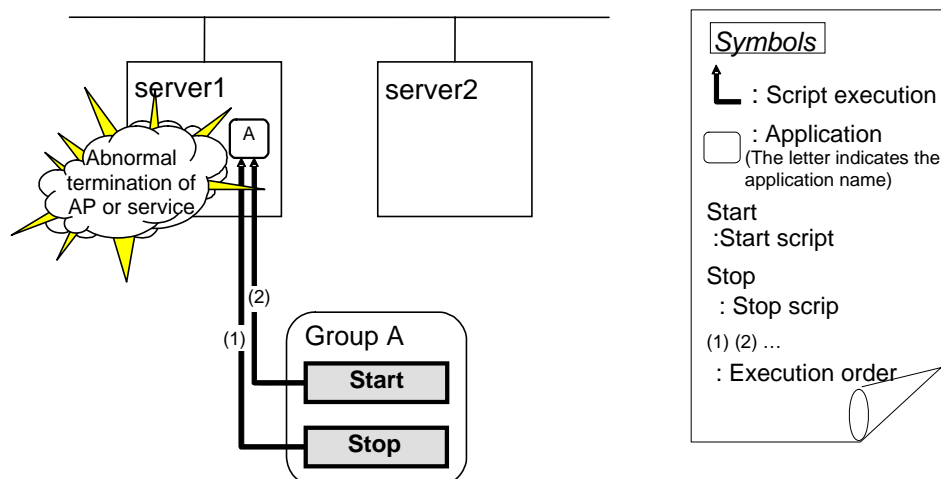 server1
server2
A
Abnormal
termination of
AP or service
(2)
(1)
Group A
Start
Stop
Symbols
: Script execution
: Application
(The letter indicates the
application name)
Start
:Start script
Stop
: Stop scrip
(1) (2) …
: Execution order